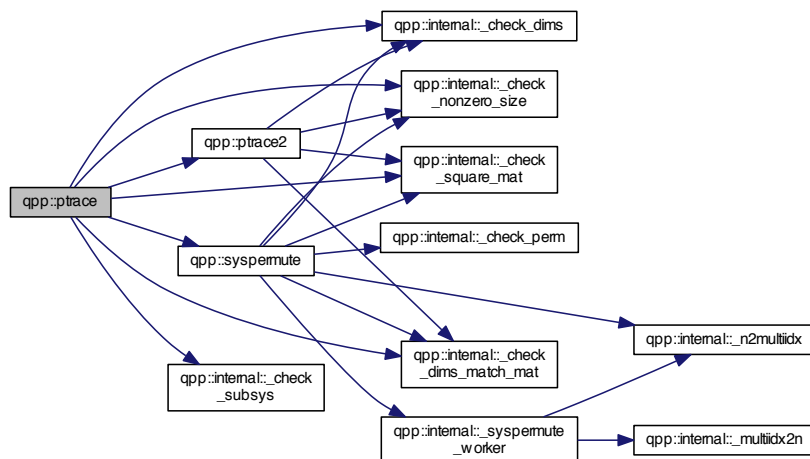 qpp::internal::_check_dims
qpp::internal::_check
_nonzero_size
qpp::ptrace2
qpp::internal::_check
_square_mat
qpp::ptrace
qpp::internal::_check_perm
qpp::syspermute
qpp::internal::_n2multiidx
qpp::internal::_check
_dims_match_mat
qpp::internal::_check
_subsys
qpp::internal::_syspermute
_worker
qpp::internal::_multiidx2n